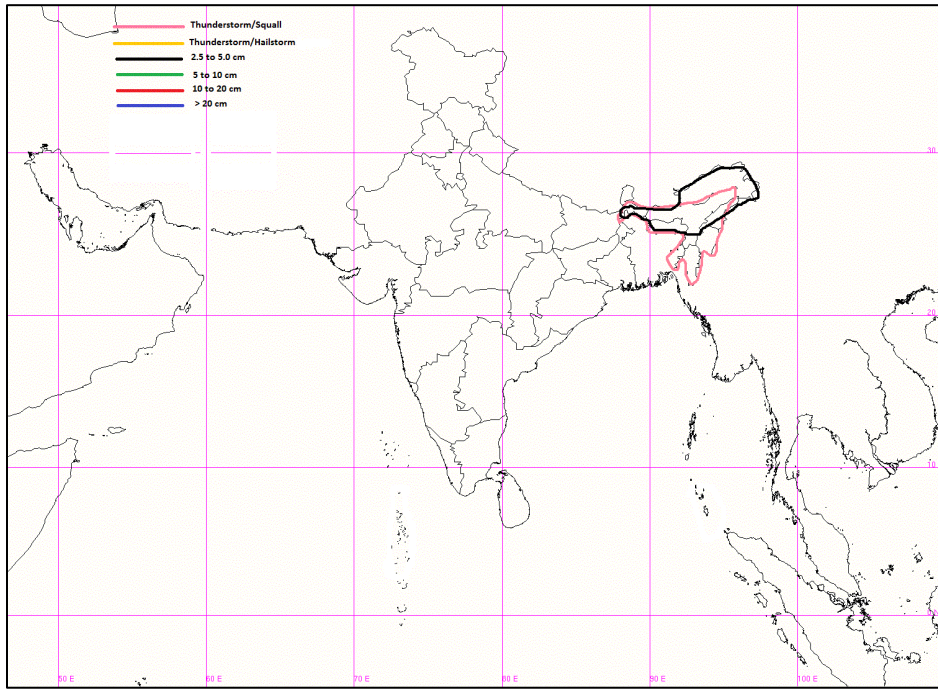 Thunderstorm/Squall
Thunderstorm/Hailstorm
2.5 to 5.0 cm
5 to 10 cm
10 to 20 cm
> 20 cm
30
20
10
50 E
60 E
70 E
80 E
90 E
100 E